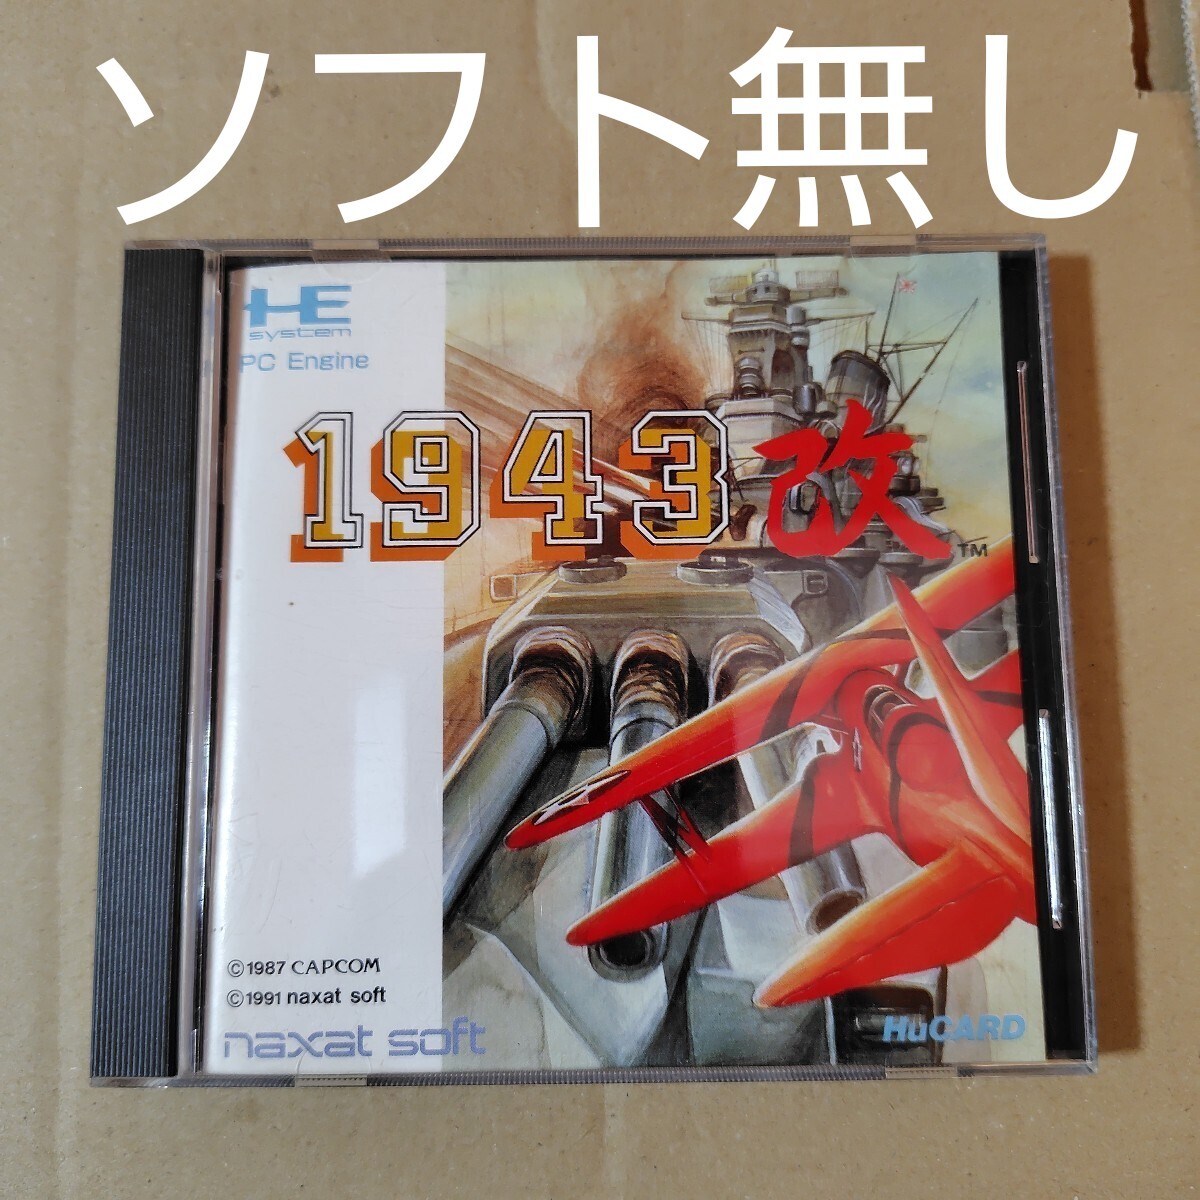 ソフト無し
HE
system
PC Engine
1943改™
©1987 CAPCOM
©1991 naxat soft
naxat soft
HuCARD